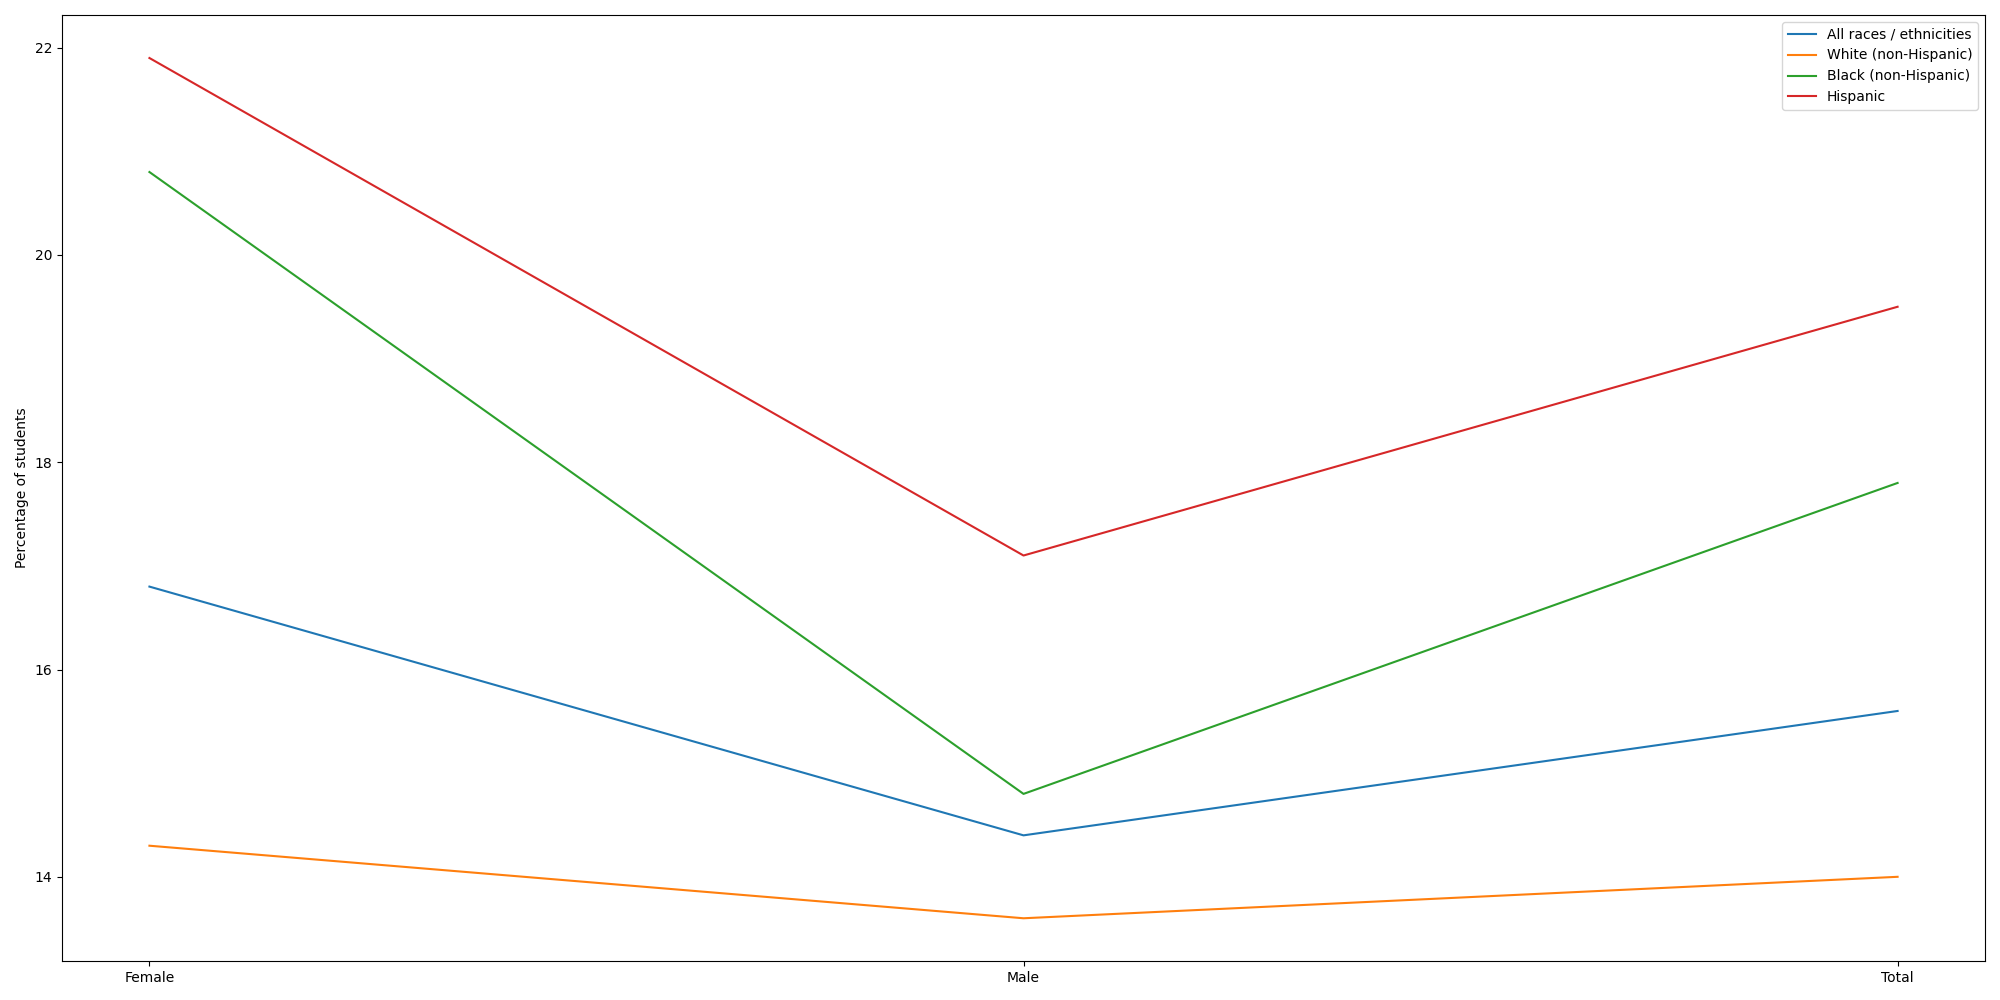 All races / ethnicities
White (non-Hispanic)
Black (non-Hispanic)
Hispanic
Percentage of students
22
20
18
16
14
Female
Male
Total